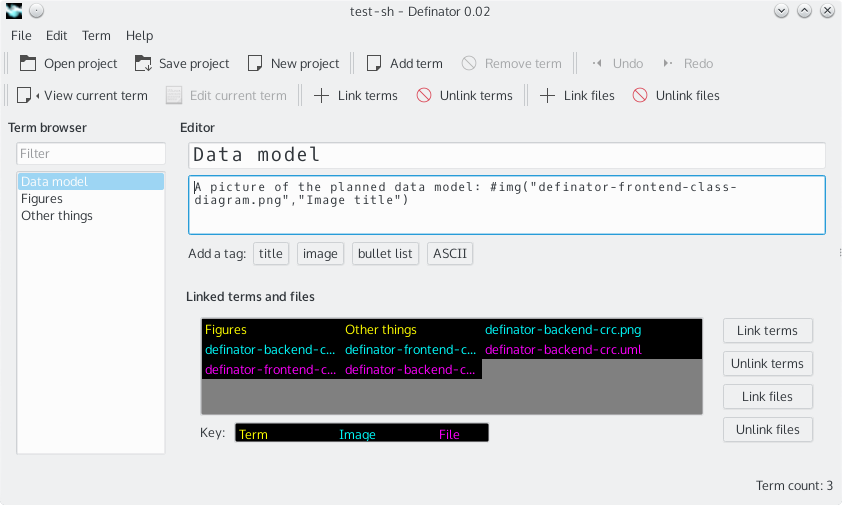 test-sh - Definator 0.02
File Edit Term Help
Open project Save project New project Add term Remove term Undo Redo
View current term Edit current term Link terms Unlink terms Link files Unlink files
Term browser Editor
Filter
Data model
Data model
Figures
Other things
A picture of the planned data model: #img("definator-frontend-class-
diagram.png","Image title")
Add a tag: title image bullet list ASCII
Linked terms and files
Figures Other things definator-backend-crc.png
definator-backend-c... definator-frontend-c... definator-backend-crc.uml
definator-frontend-c... definator-backend-c...
Link terms
Unlink terms
Link files
Unlink files
Key: Term Image File
Term count: 3